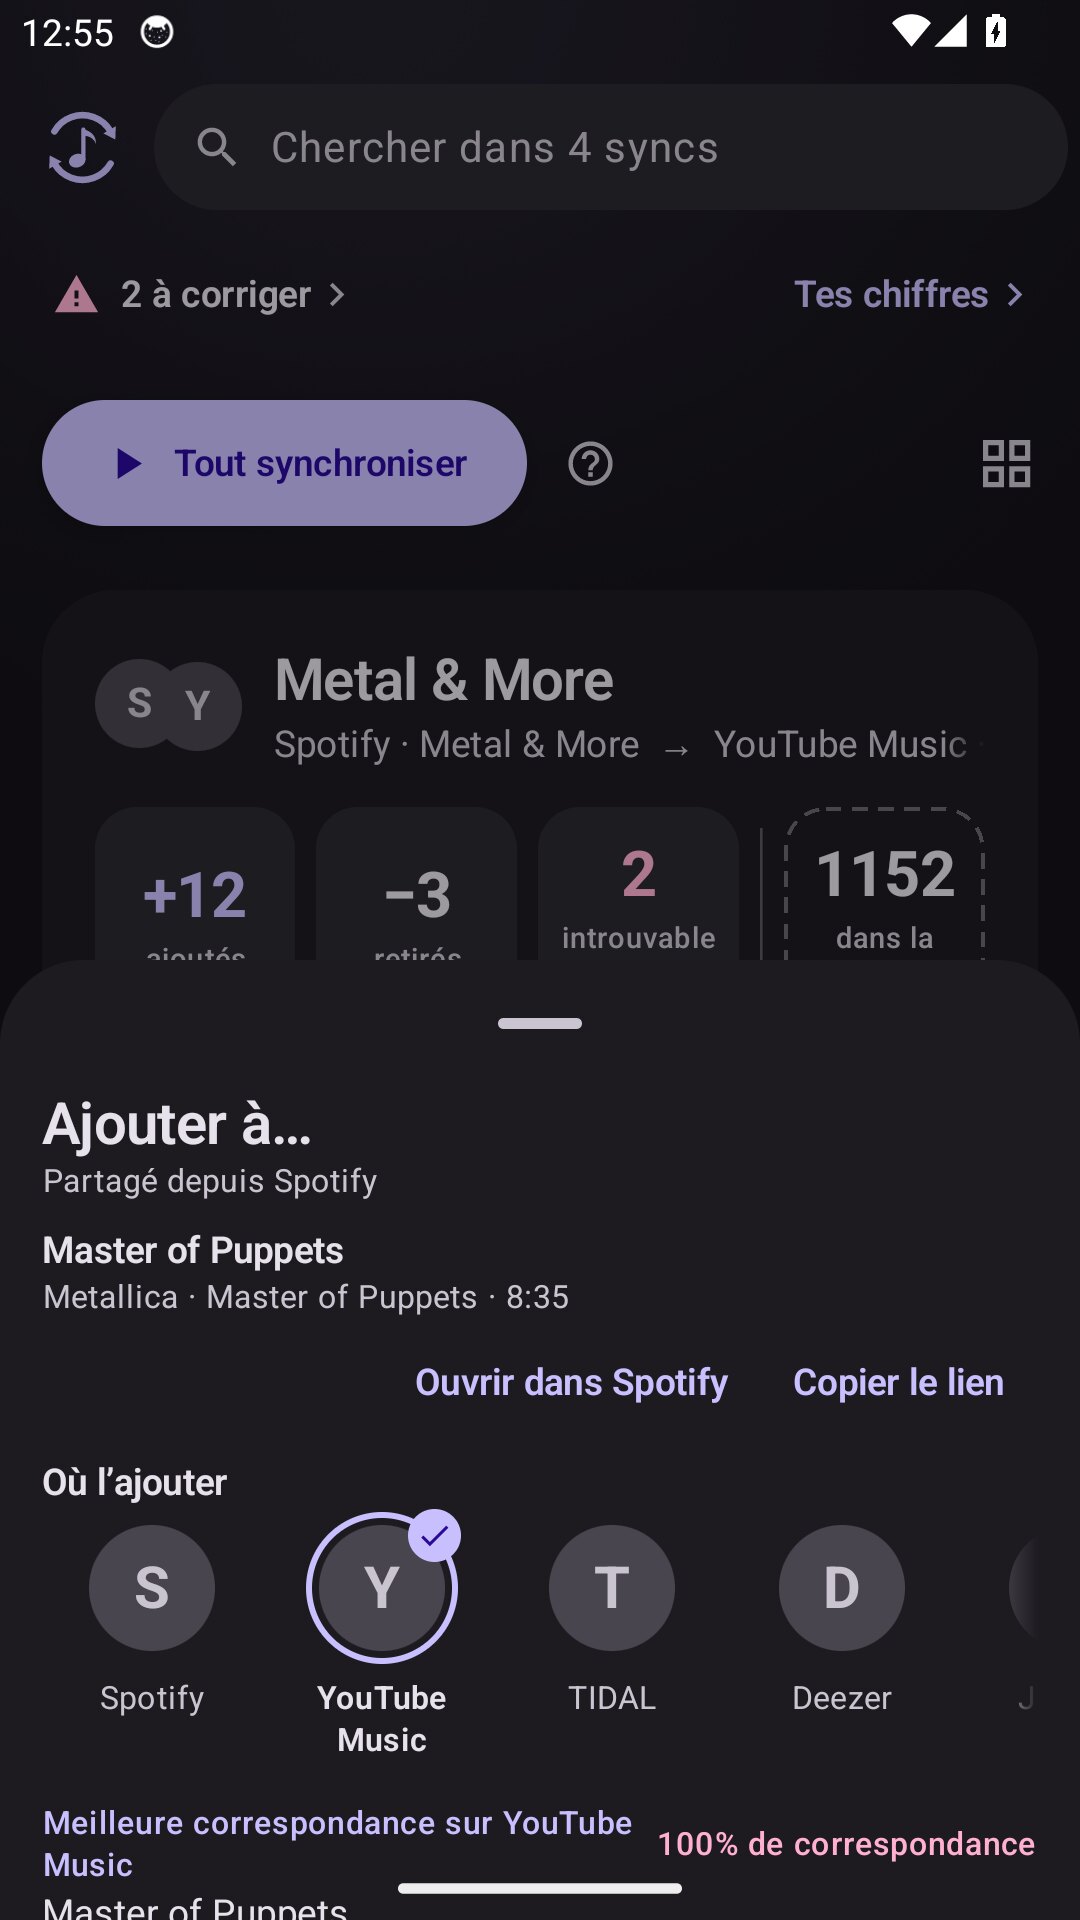 12:55
Chercher dans 4 syncs
2 à corriger
Tes chiffres
Tout synchroniser
S Y
Metal & More
Spotify · Metal & More → YouTube Music
+12
ajoutés
−3
retirés
2
introuvable
1152
dans la
Ajouter à…
Partagé depuis Spotify
Master of Puppets
Metallica · Master of Puppets · 8:35
Ouvrir dans Spotify
Copier le lien
Où l’ajouter
S
Y
T
D
Spotify
YouTube
Music
TIDAL
Deezer
J
Meilleure correspondance sur YouTube
Music
100% de correspondance
Master of Puppets